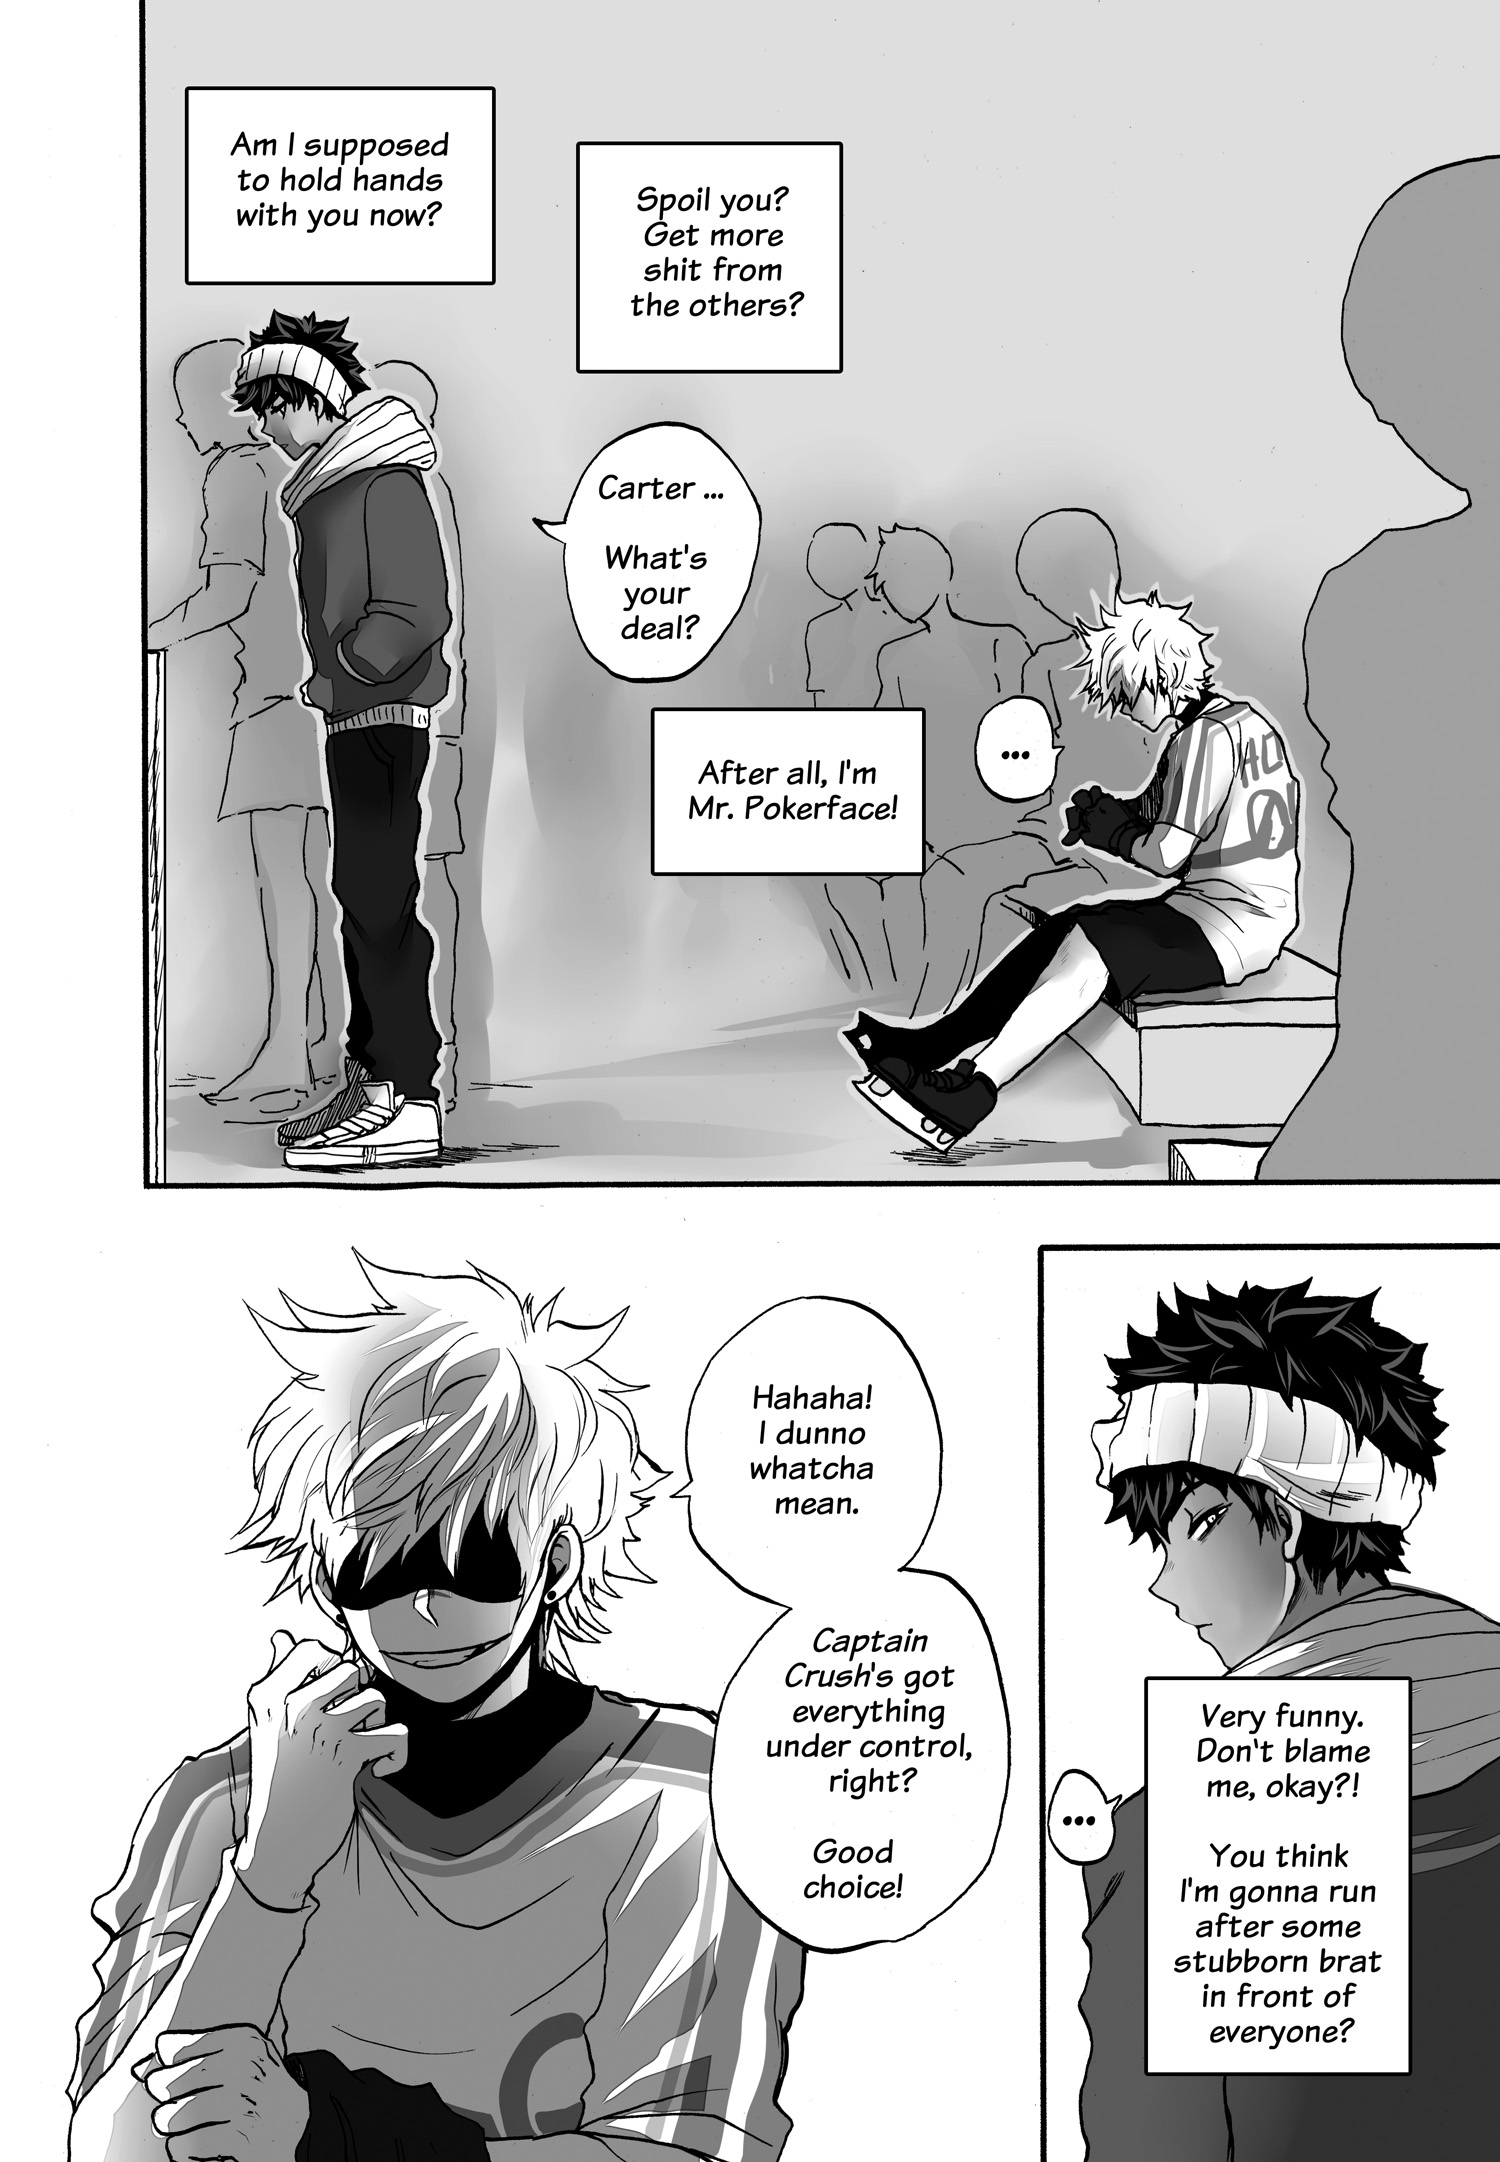 Am I supposed
to hold hands
with you now?
Spoil you?
Get more
shit from
the others?
Carter ...
What's
your
deal?
After all, I'm
Mr. Pokerface!
...
HO
Hahaha!
I dunno
whatcha
mean.
Captain
Crush's got
everything
under control,
right?
Good
choice!
...
Very funny.
Don't blame
me, okay?!
You think
I'm gonna run
after some
stubborn brat
in front of
everyone?